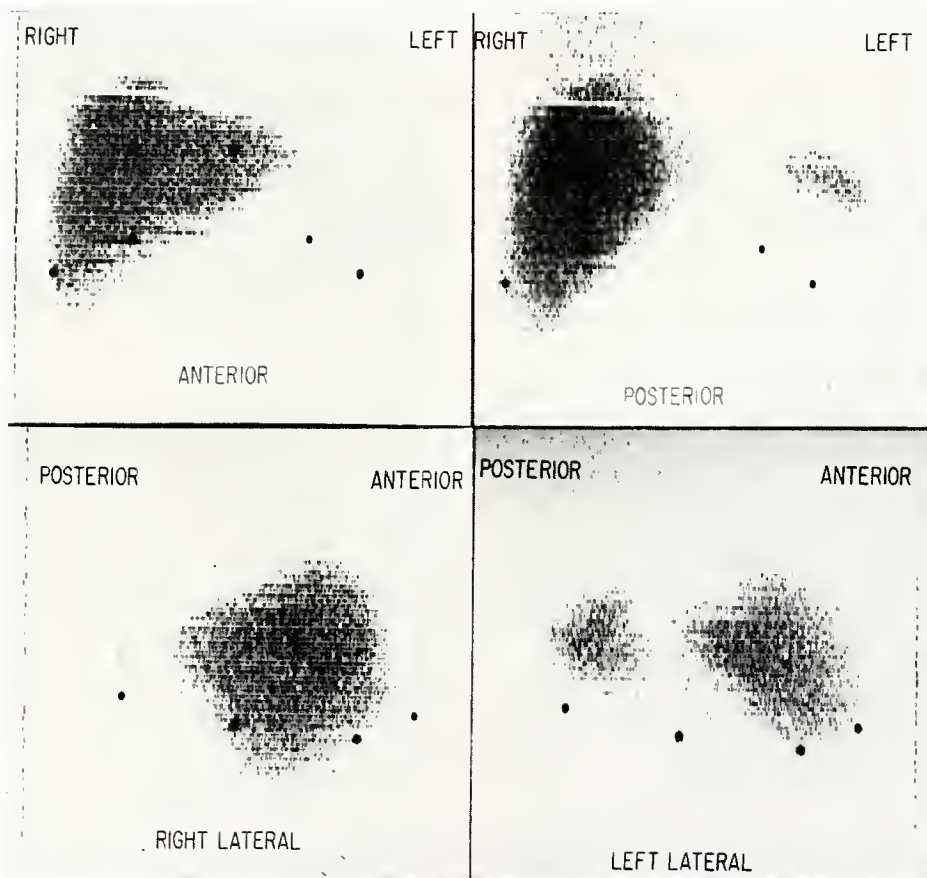 RIGHT LEFT
RIGHT LEFT
ANTERIOR
POSTERIOR
POSTERIOR ANTERIOR
POSTERIOR ANTERIOR
RIGHT LATERAL
LEFT LATERAL